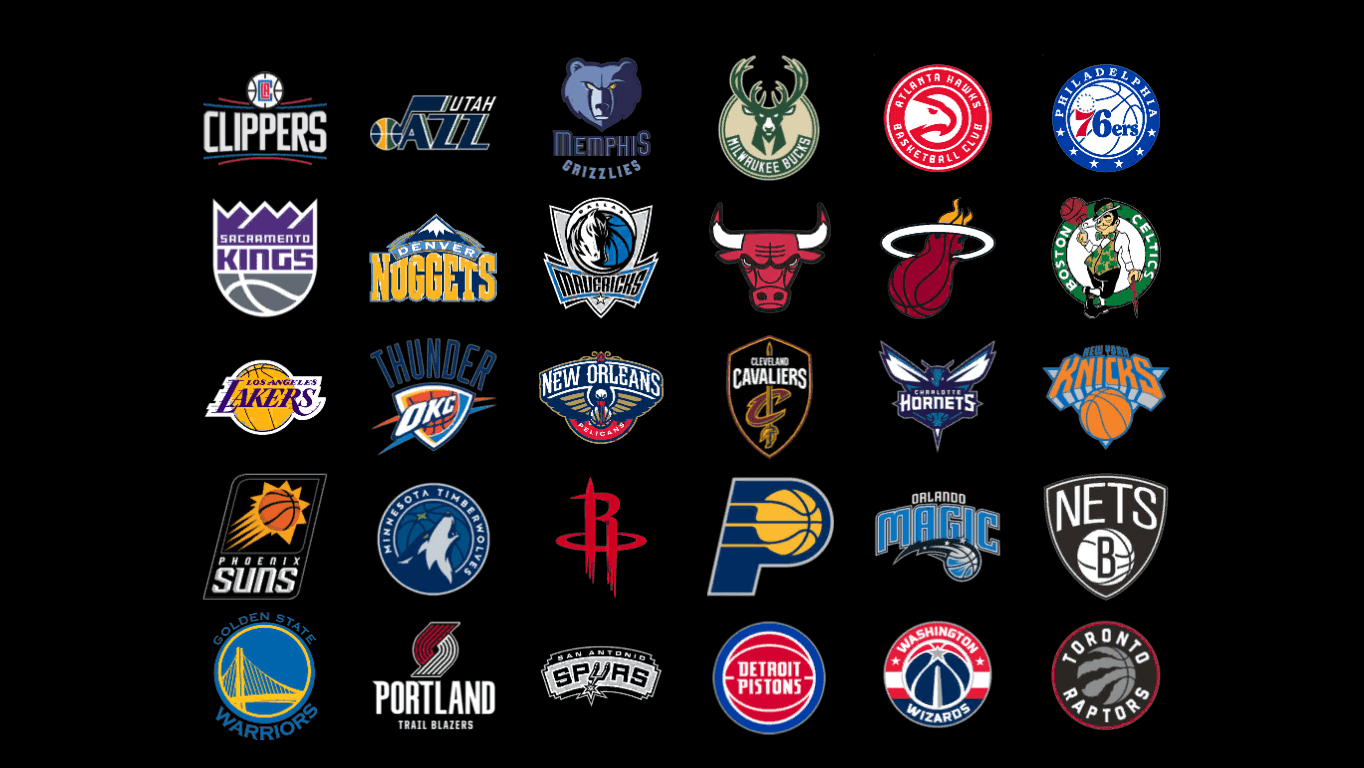 CLIPPERS
UTAH
JAZZ
MEMPHIS
GRIZZLIES
MILWAUKEE BUCKS
ATLANTA HAWKS
BASKETBALL CLUB
PHILADELPHIA
76ers
SACRAMENTO
KINGS
DENVER
NUGGETS
DALLAS
MAVERICKS
BOSTON
CELTICS
LOS ANGELES
LAKERS
THUNDER
OKC
NEW ORLEANS
PELICANS
CLEVELAND
CAVALIERS
C
CHARLOTTE
HORNETS
NEW YORK
KNICKS
PHOENIX
SUNS
MINNESOTA TIMBERWOLVES
R
P
ORLANDO
MAGIC
NETS
B
GOLDEN STATE
WARRIORS
PORTLAND
TRAIL BLAZERS
SAN ANTONIO
SPURS
DETROIT
PISTONS
WASHINGTON
WIZARDS
TORONTO
RAPTORS